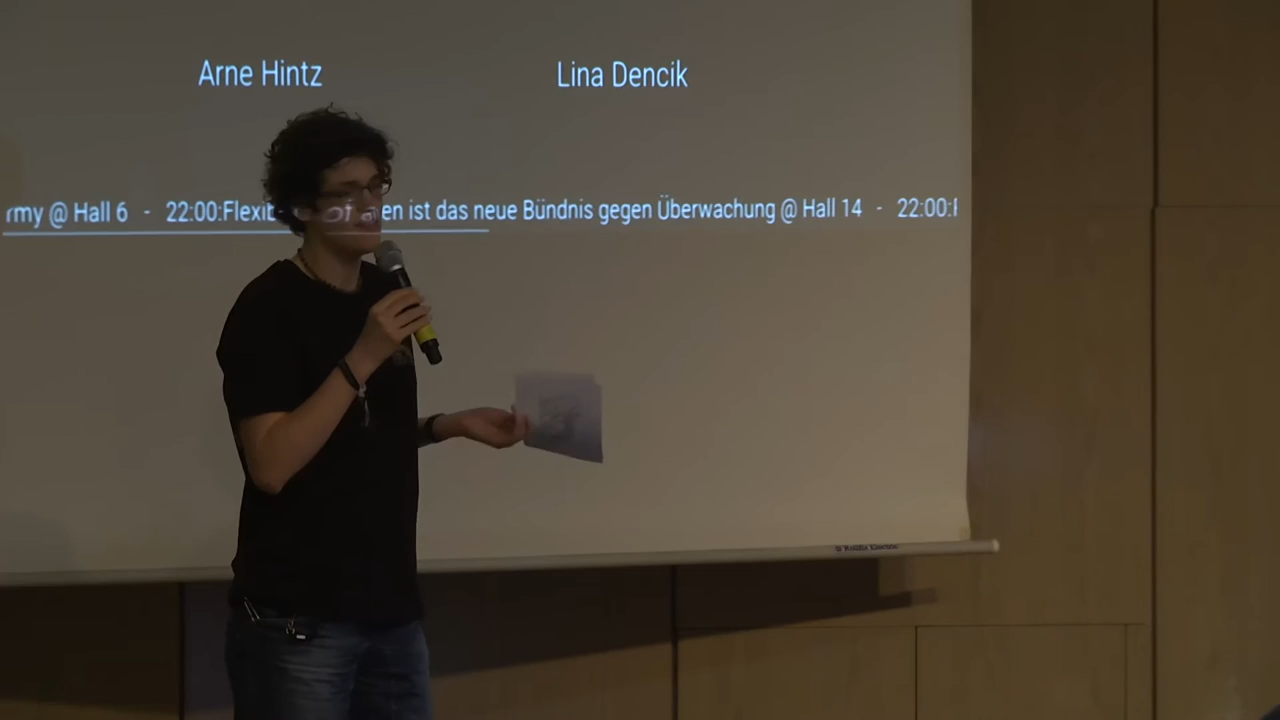 Arne Hintz
Lina Dencik
rmy @ Hall 6 - 22:00:Flexib en ist das neue Bündnis gegen Überwachung @ Hall 14 - 22:00: